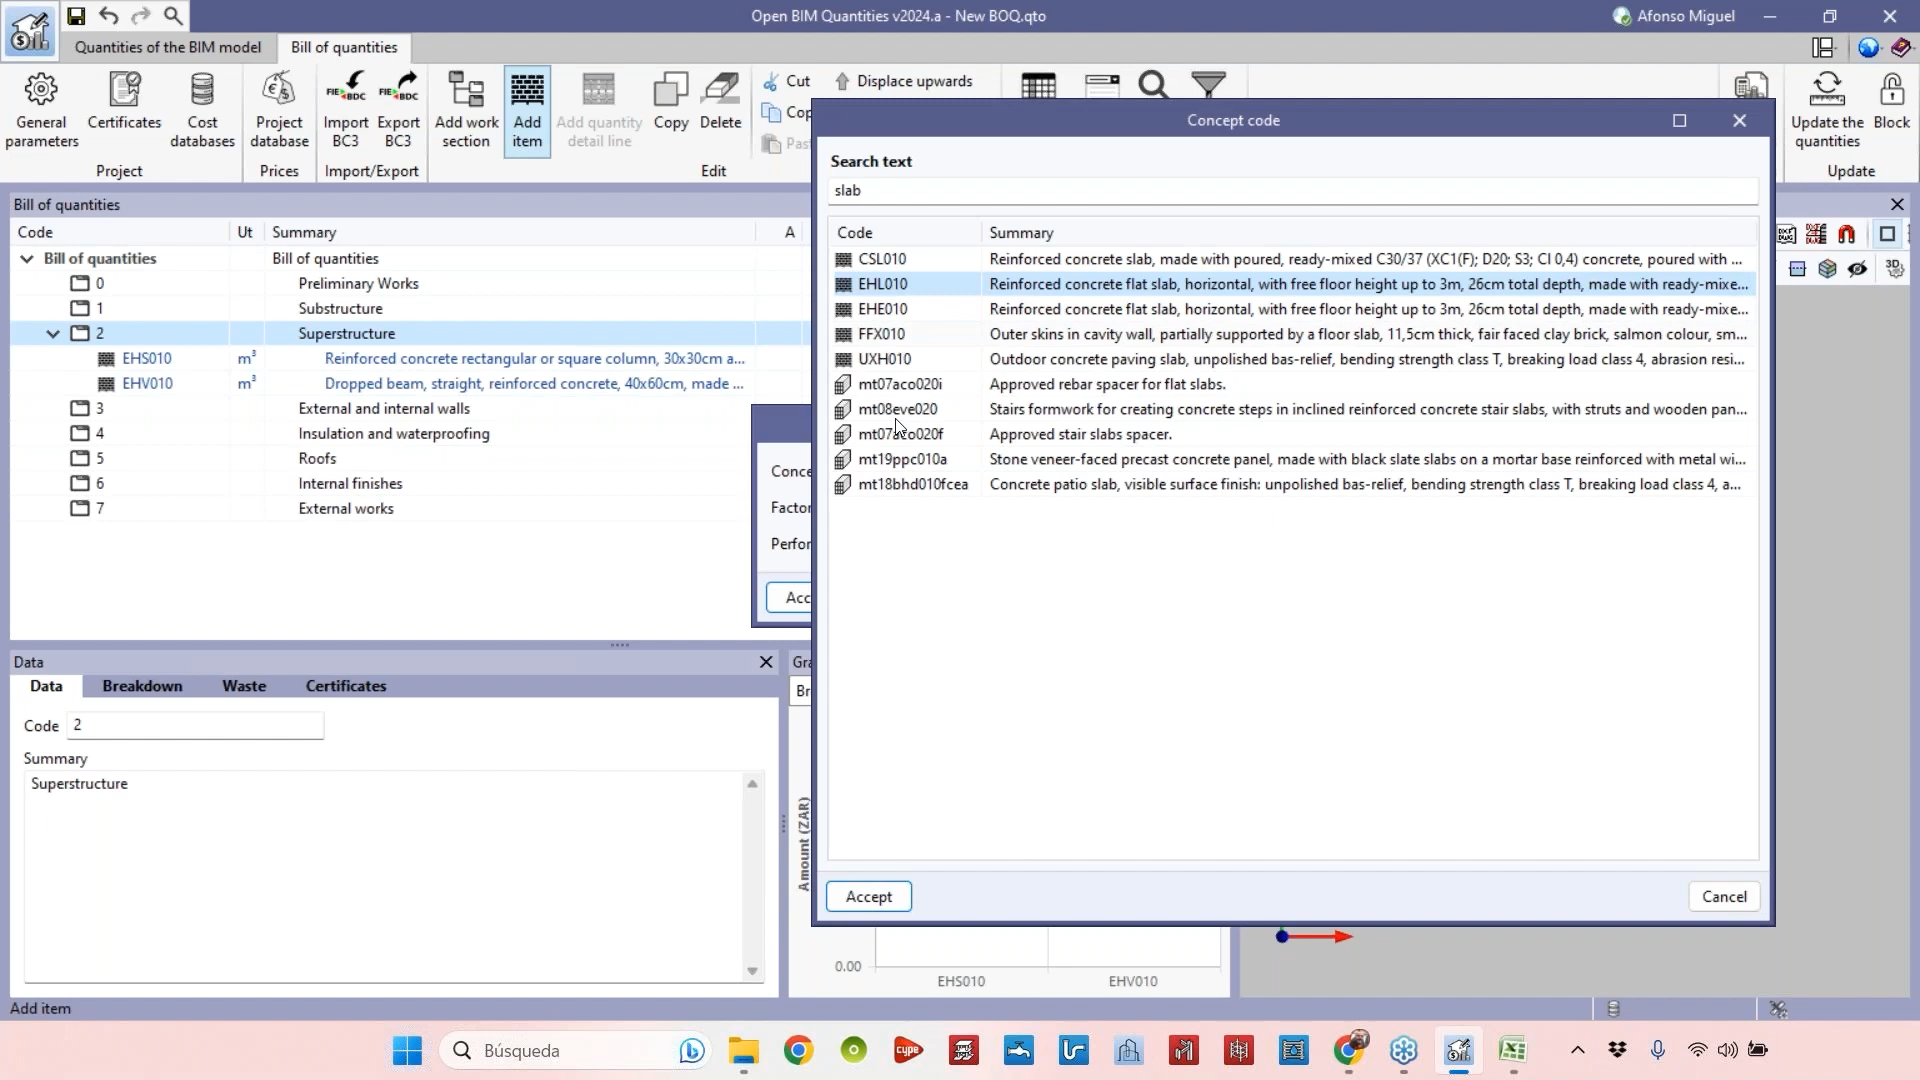 Open BIM Quantities v2024.a - New BOQ.qto
Afonso Miguel
Quantities of the BIM model
Bill of quantities
General parameters
Certificates
Cost databases
Project
Project database
Prices
FIE BDC
Import BC3
FIE BDC
Export BC3
Import/Export
Add work section
Add item
Add quantity detail line
Copy
Delete
Edit
Cut
Displace upwards
Update the quantities
Block
Update
Concept code
Search text
slab
Code Summary
CSL010 Reinforced concrete slab, made with poured, ready-mixed C30/37 (XC1(F); D20; S3; Cl 0,4) concrete, poured with ...
EHL010 Reinforced concrete flat slab, horizontal, with free floor height up to 3m, 26cm total depth, made with ready-mixe...
EHE010 Reinforced concrete flat slab, horizontal, with free floor height up to 3m, 26cm total depth, made with ready-mixe...
FFX010 Outer skins in cavity wall, partially supported by a floor slab, 11,5cm thick, fair faced clay brick, salmon colour, sm...
UXH010 Outdoor concrete paving slab, unpolished bas-relief, bending strength class T, breaking load class 4, abrasion resi...
mt07aco020i Approved rebar spacer for flat slabs.
mt08eve020 Stairs formwork for creating concrete steps in inclined reinforced concrete stair slabs, with struts and wooden pan...
mt07aco020f Approved stair slabs spacer.
mt19ppc010a Stone veneer-faced precast concrete panel, made with black slate slabs on a mortar base reinforced with metal wi...
mt18bhd010fcea Concrete patio slab, visible surface finish: unpolished bas-relief, bending strength class T, breaking load class 4, a...
Accept
Cancel
Bill of quantities
Code Ut Summary A
Bill of quantities Bill of quantities
0 Preliminary Works
1 Substructure
2 Superstructure
EHS010 m³ Reinforced concrete rectangular or square column, 30x30cm a...
EHV010 m³ Dropped beam, straight, reinforced concrete, 40x60cm, made ...
3 External and internal walls
4 Insulation and waterproofing
5 Roofs
6 Internal finishes
7 External works
Data
Data Breakdown Waste Certificates
Code 2
Summary
Superstructure
Amount (ZAR)
0.00
EHS010
EHV010
3D
Add item
Búsqueda
cype